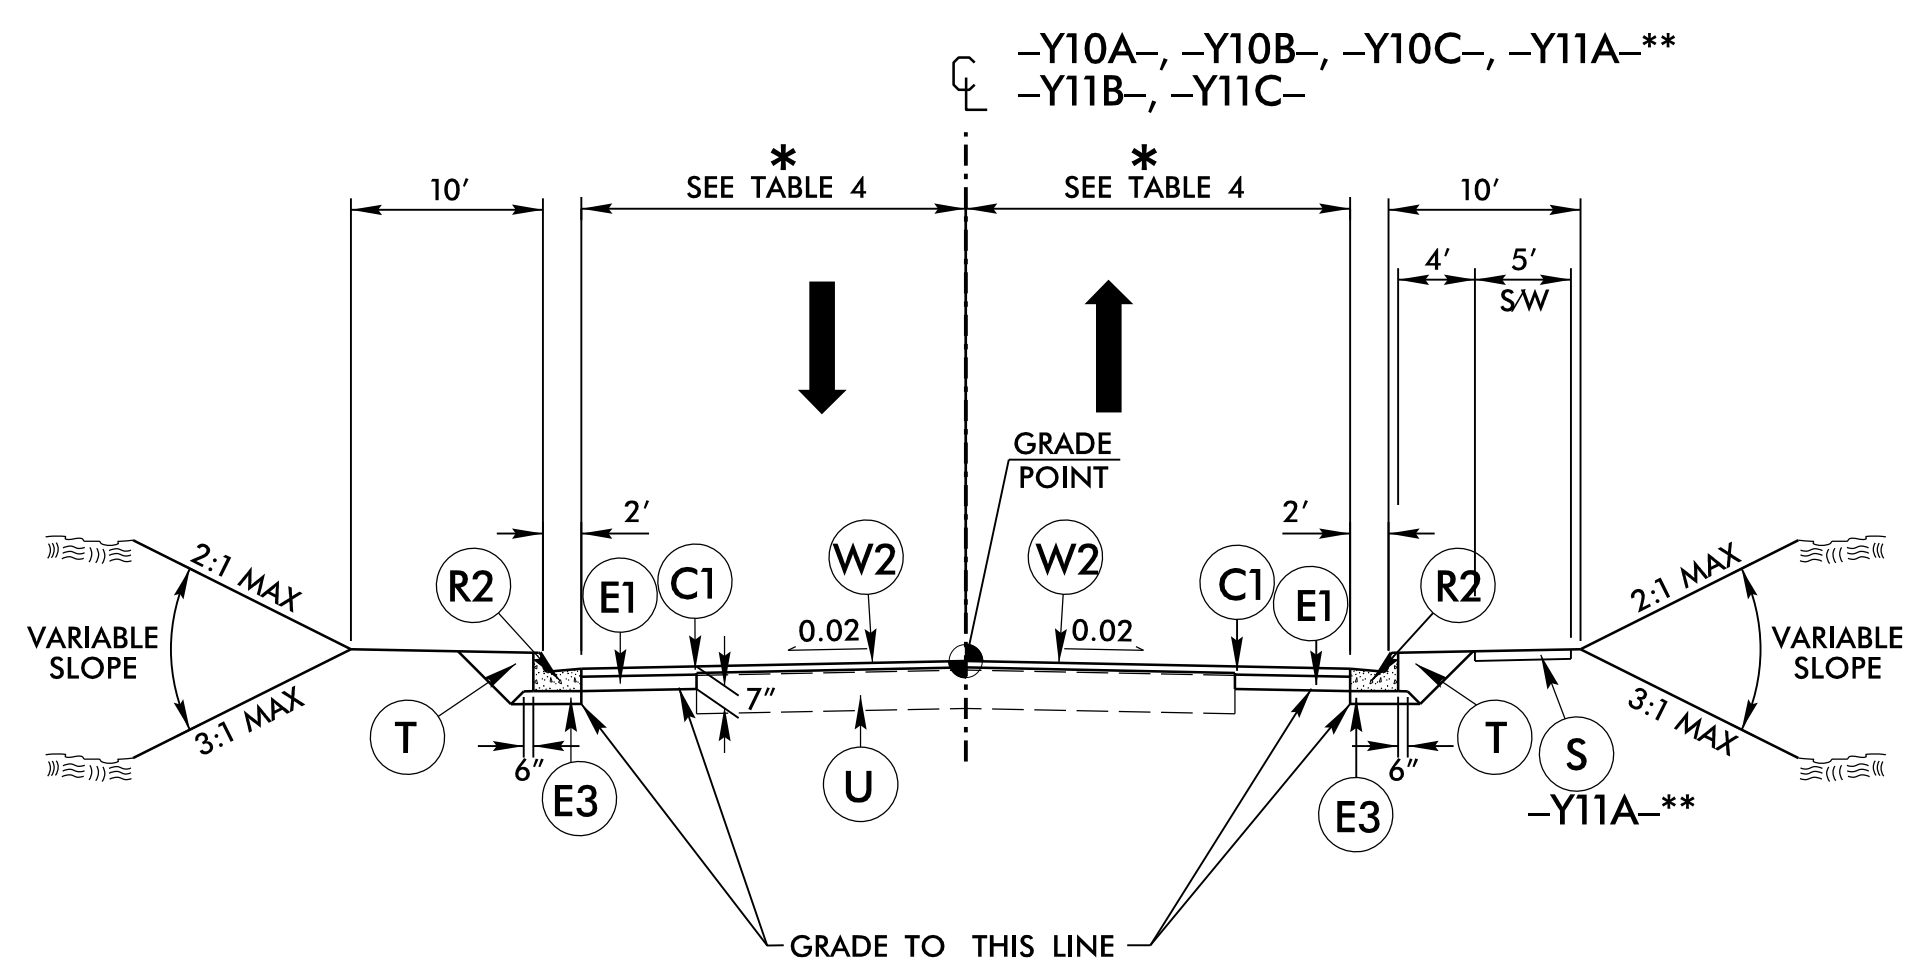 –Y10A–, –Y10B–, –Y10C–, –Y11A–**
–Y11B–, –Y11C–
* *
10' SEE TABLE 4 SEE TABLE 4 10'
4' 5'
S/W
GRADE
POINT
2' 2'
2:1 MAX R2 E1 C1 W2 W2 C1 E1 R2 2:1 MAX
VARIABLE
SLOPE
0.02 0.02
VARIABLE
SLOPE
3:1 MAX T 7" T S 3:1 MAX
6" 6"
E3 U E3
–Y11A–**
GRADE TO THIS LINE